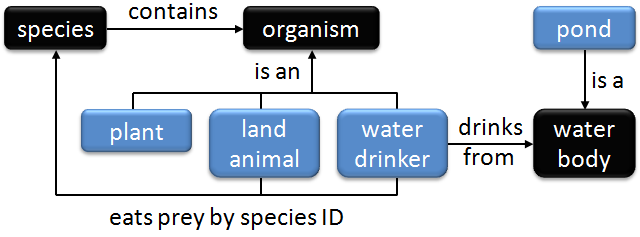 contains
species
organism
pond
is an
is a
plant
land
animal
water
drinker
drinks
from
water
body
eats prey by species ID